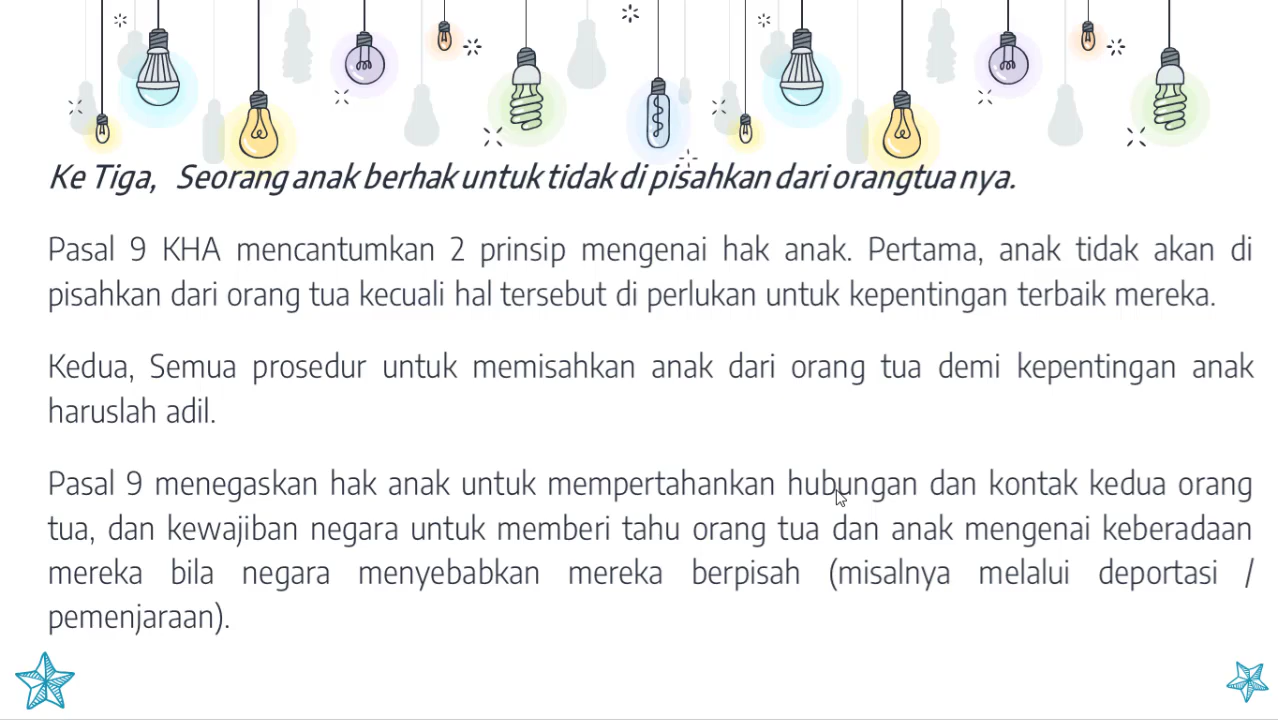 Ke Tiga, Seorang anak berhak untuk tidak di pisahkan dari orangtua nya.
Pasal 9 KHA mencantumkan 2 prinsip mengenai hak anak. Pertama, anak tidak akan di
pisahkan dari orang tua kecuali hal tersebut di perlukan untuk kepentingan terbaik mereka.
Kedua, Semua prosedur untuk memisahkan anak dari orang tua demi kepentingan anak
haruslah adil.
Pasal 9 menegaskan hak anak untuk mempertahankan hubungan dan kontak kedua orang
tua, dan kewajiban negara untuk memberi tahu orang tua dan anak mengenai keberadaan
mereka bila negara menyebabkan mereka berpisah (misalnya melalui deportasi /
pemenjaraan).